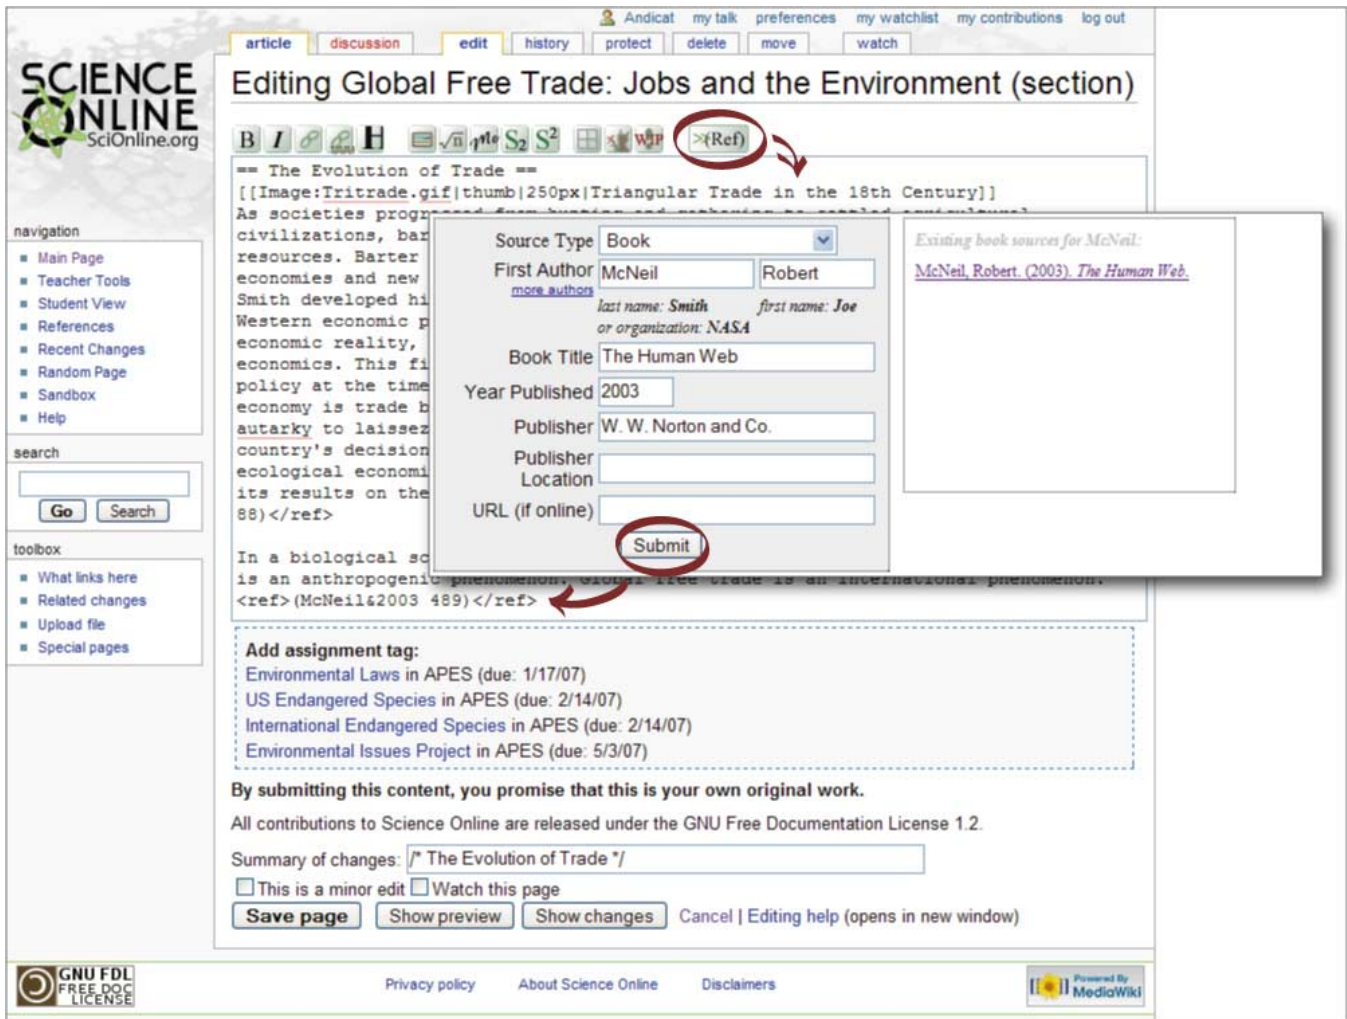 Andicat my talk preferences my watchlist my contributions log out
article discussion edit history protect delete move watch
SCIENCE
ONLINE
SciOnline.org
Editing Global Free Trade: Jobs and the Environment (section)
B I H √n S2 S² W P >>(Ref)
navigation
Main Page
Teacher Tools
Student View
References
Recent Changes
Random Page
Sandbox
Help
search
Go Search
toolbox
What links here
Related changes
Upload file
Special pages
== The Evolution of Trade ==
[[Image:Tritrade.gif|thumb|250px|Triangular Trade in the 18th Century]]
As societies progressed from hunting and gathering to settled agricultural
civilizations, bar
resources. Barter
economies and new
Smith developed hi
Western economic p
economic reality,
economics. This fi
policy at the time
economy is trade b
autarky to laissez
country's decision
ecological economi
its results on the
88)</ref>
In a biological sc
is an anthropogenic phenomenon. Global free trade is an international phenomenon.
<ref>(McNeil&2003 489)</ref>
Source Type Book
First Author McNeil Robert
more authors
last name: Smith first name: Joe
or organization: NASA
Book Title The Human Web
Year Published 2003
Publisher W. W. Norton and Co.
Publisher
Location
URL (if online)
Submit
Existing book sources for McNeil:
McNeil, Robert. (2003). The Human Web.
Add assignment tag:
Environmental Laws in APES (due: 1/17/07)
US Endangered Species in APES (due: 2/14/07)
International Endangered Species in APES (due: 2/14/07)
Environmental Issues Project in APES (due: 5/3/07)
By submitting this content, you promise that this is your own original work.
All contributions to Science Online are released under the GNU Free Documentation License 1.2.
Summary of changes: /* The Evolution of Trade */
This is a minor edit Watch this page
Save page Show preview Show changes Cancel | Editing help (opens in new window)
GNU FDL
FREE DOC
LICENSE
Privacy policy About Science Online Disclaimers
Powered By
MediaWiki